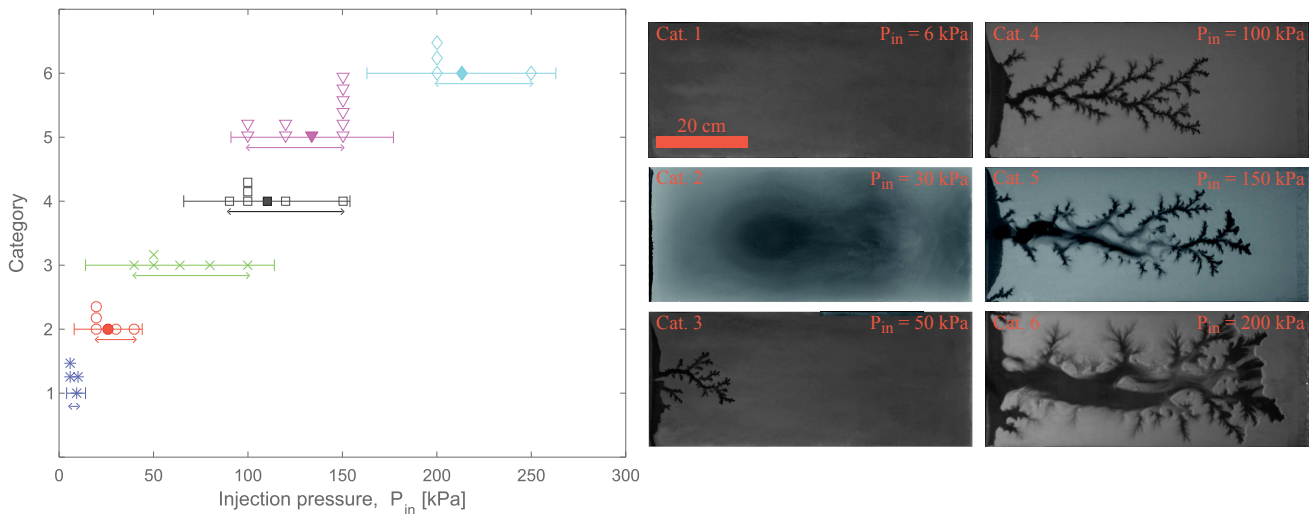 6
5
4
3
2
1
Category
0
50
100
150
200
250
300
Injection pressure, P_in [kPa]
Cat. 1 P_in = 6 kPa
20 cm
Cat. 4 P_in = 100 kPa
Cat. 2 P_in = 30 kPa
Cat. 5 P_in = 150 kPa
Cat. 3 P_in = 50 kPa
Cat. 6 P_in = 200 kPa